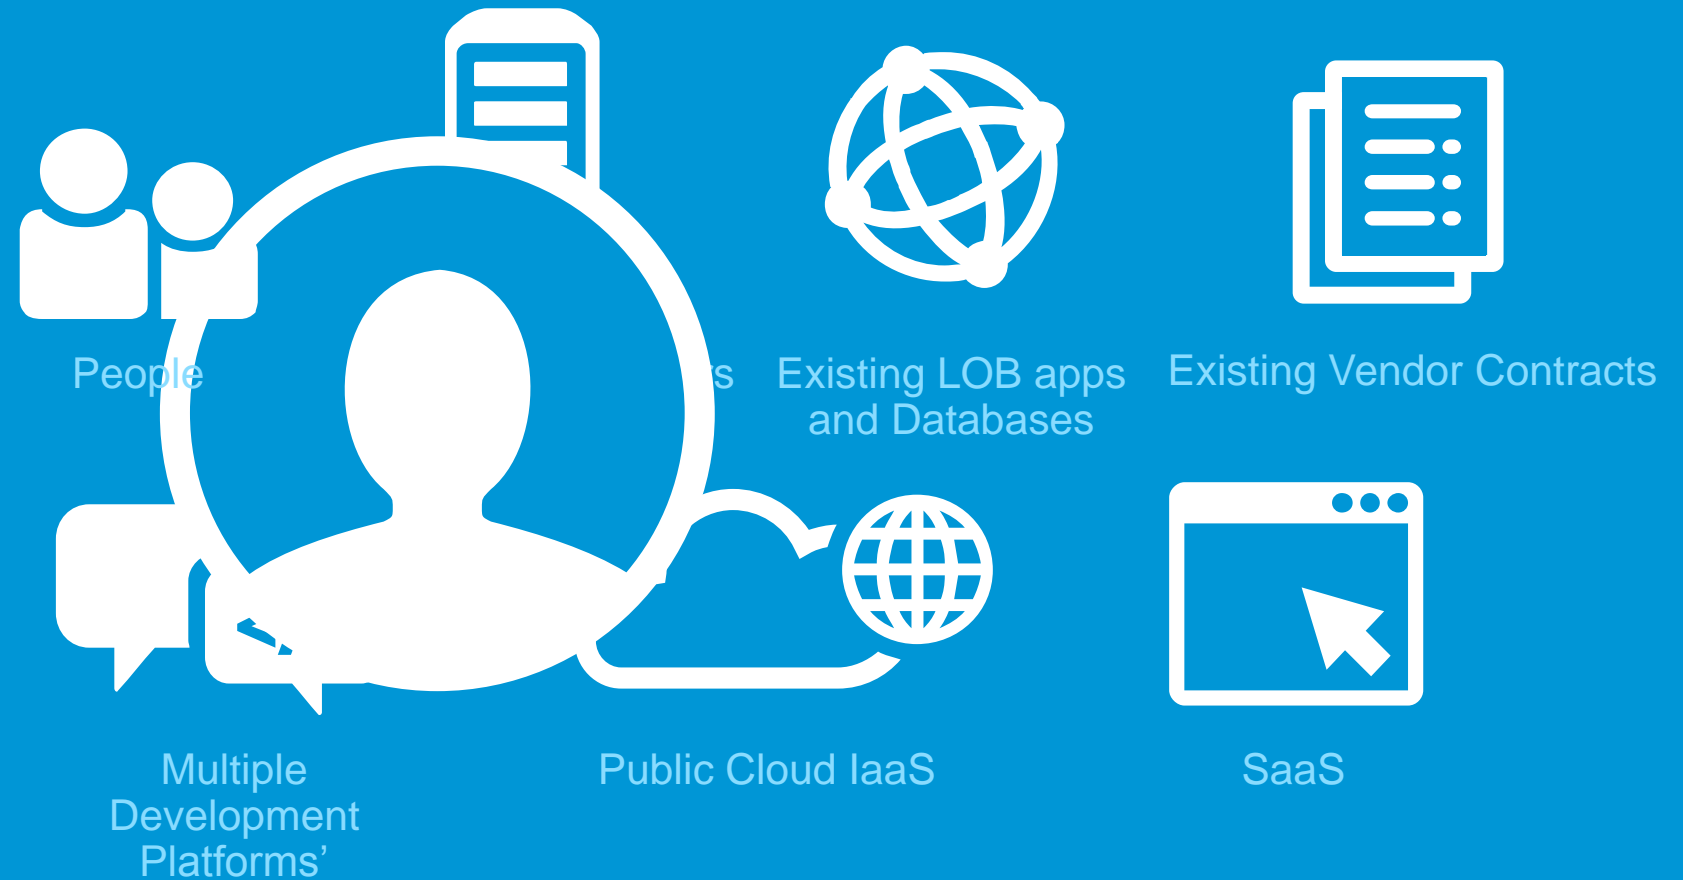 People
Existing LOB apps
and Databases
Existing Vendor Contracts
Multiple
Development
Platforms’
Public Cloud IaaS
SaaS